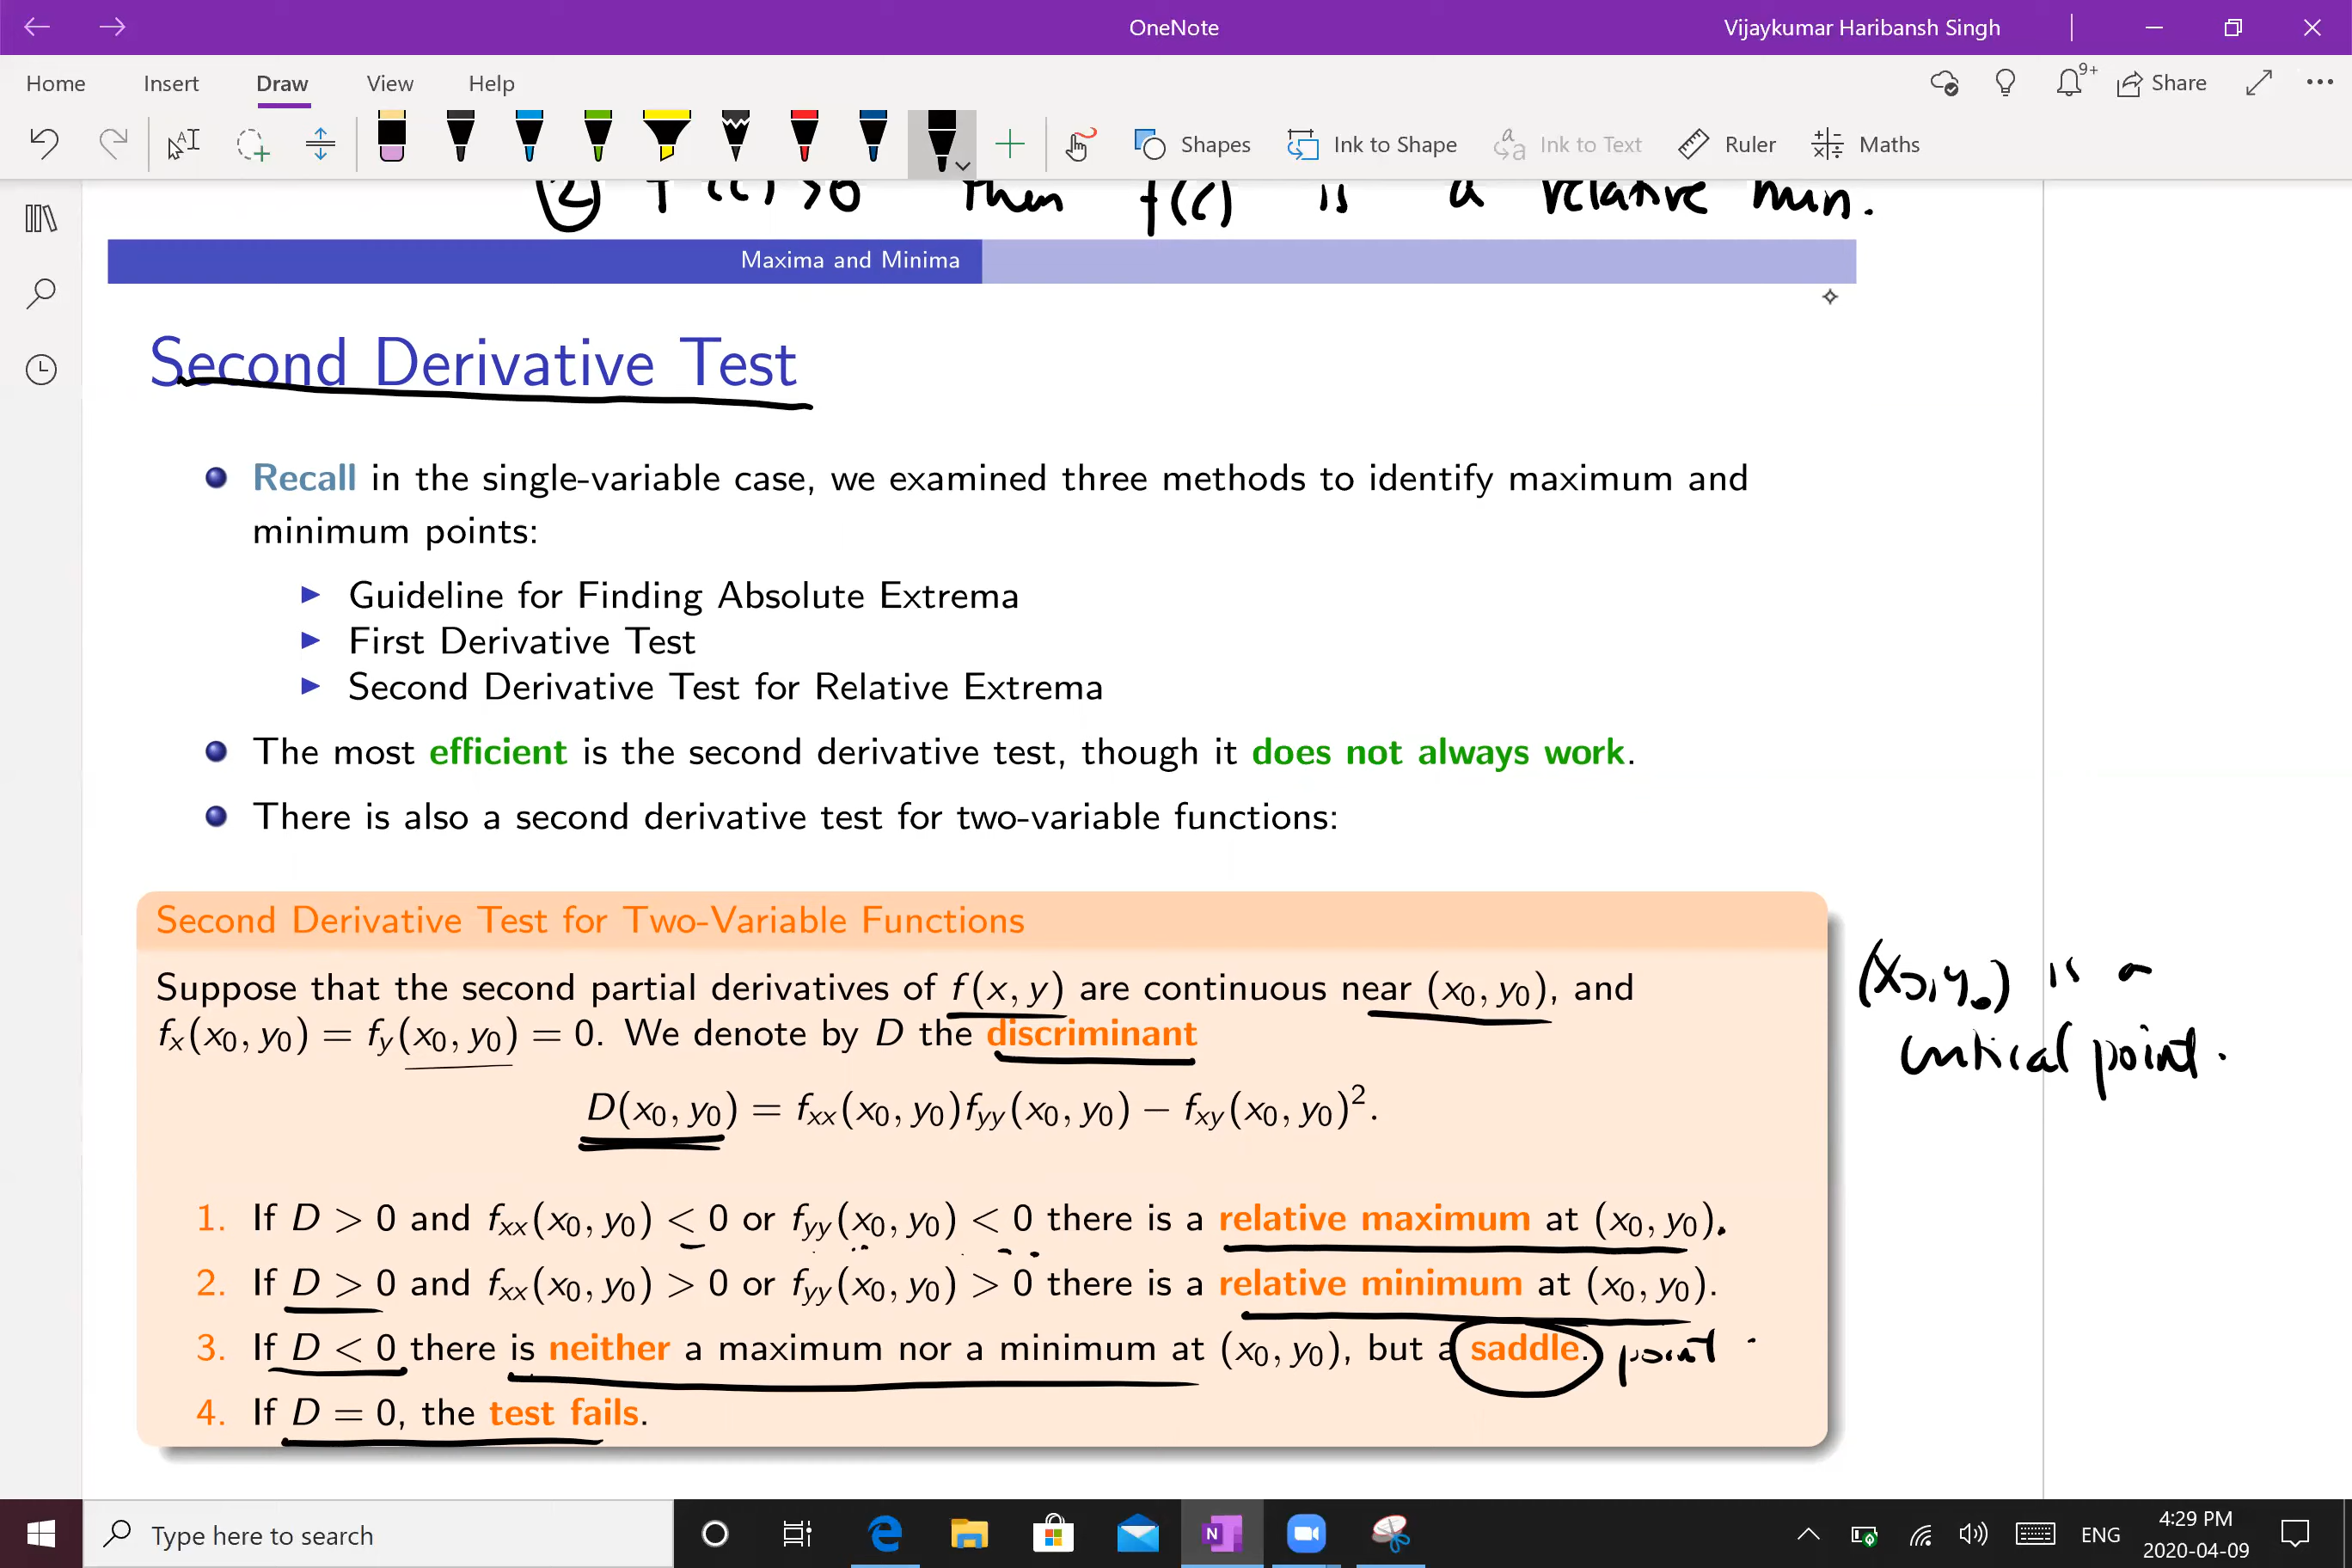 OneNote
Vijaykumar Haribansh Singh
Home Insert Draw View Help
9+ Share
Shapes Ink to Shape Ink to Text Ruler Maths
then f(c) is a relative min.
Maxima and Minima
Second Derivative Test
Recall in the single-variable case, we examined three methods to identify maximum and
minimum points:
Guideline for Finding Absolute Extrema
First Derivative Test
Second Derivative Test for Relative Extrema
The most efficient is the second derivative test, though it does not always work.
There is also a second derivative test for two-variable functions:
Second Derivative Test for Two-Variable Functions
Suppose that the second partial derivatives of f(x, y) are continuous near (x₀, y₀), and
fₓ(x₀, y₀) = f_y(x₀, y₀) = 0. We denote by D the discriminant
D(x₀, y₀) = fₓₓ(x₀, y₀)f_yy(x₀, y₀) − f_xy(x₀, y₀)².
1. If D > 0 and fₓₓ(x₀, y₀) < 0 or f_yy(x₀, y₀) < 0 there is a relative maximum at (x₀, y₀).
2. If D > 0 and fₓₓ(x₀, y₀) > 0 or f_yy(x₀, y₀) > 0 there is a relative minimum at (x₀, y₀).
3. If D < 0 there is neither a maximum nor a minimum at (x₀, y₀), but a saddle. point.
4. If D = 0, the test fails.
(x₀,y₀) is a
critical point.
Type here to search
ENG
4:29 PM
2020-04-09